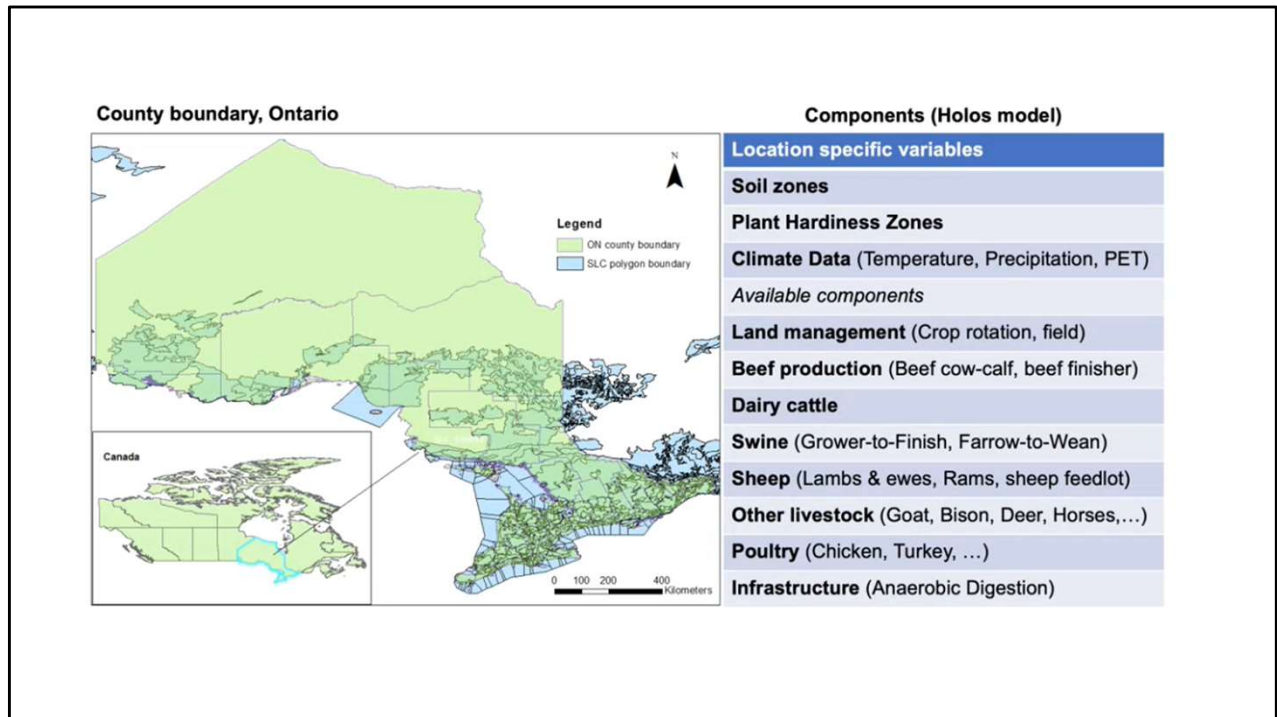 County boundary, Ontario
N
Legend
ON county boundary
SLC polygon boundary
Canada
0 100 200 400
Kilometers
Components (Holos model)
Location specific variables
Soil zones
Plant Hardiness Zones
Climate Data (Temperature, Precipitation, PET)
Available components
Land management (Crop rotation, field)
Beef production (Beef cow-calf, beef finisher)
Dairy cattle
Swine (Grower-to-Finish, Farrow-to-Wean)
Sheep (Lambs & ewes, Rams, sheep feedlot)
Other livestock (Goat, Bison, Deer, Horses,…)
Poultry (Chicken, Turkey, …)
Infrastructure (Anaerobic Digestion)